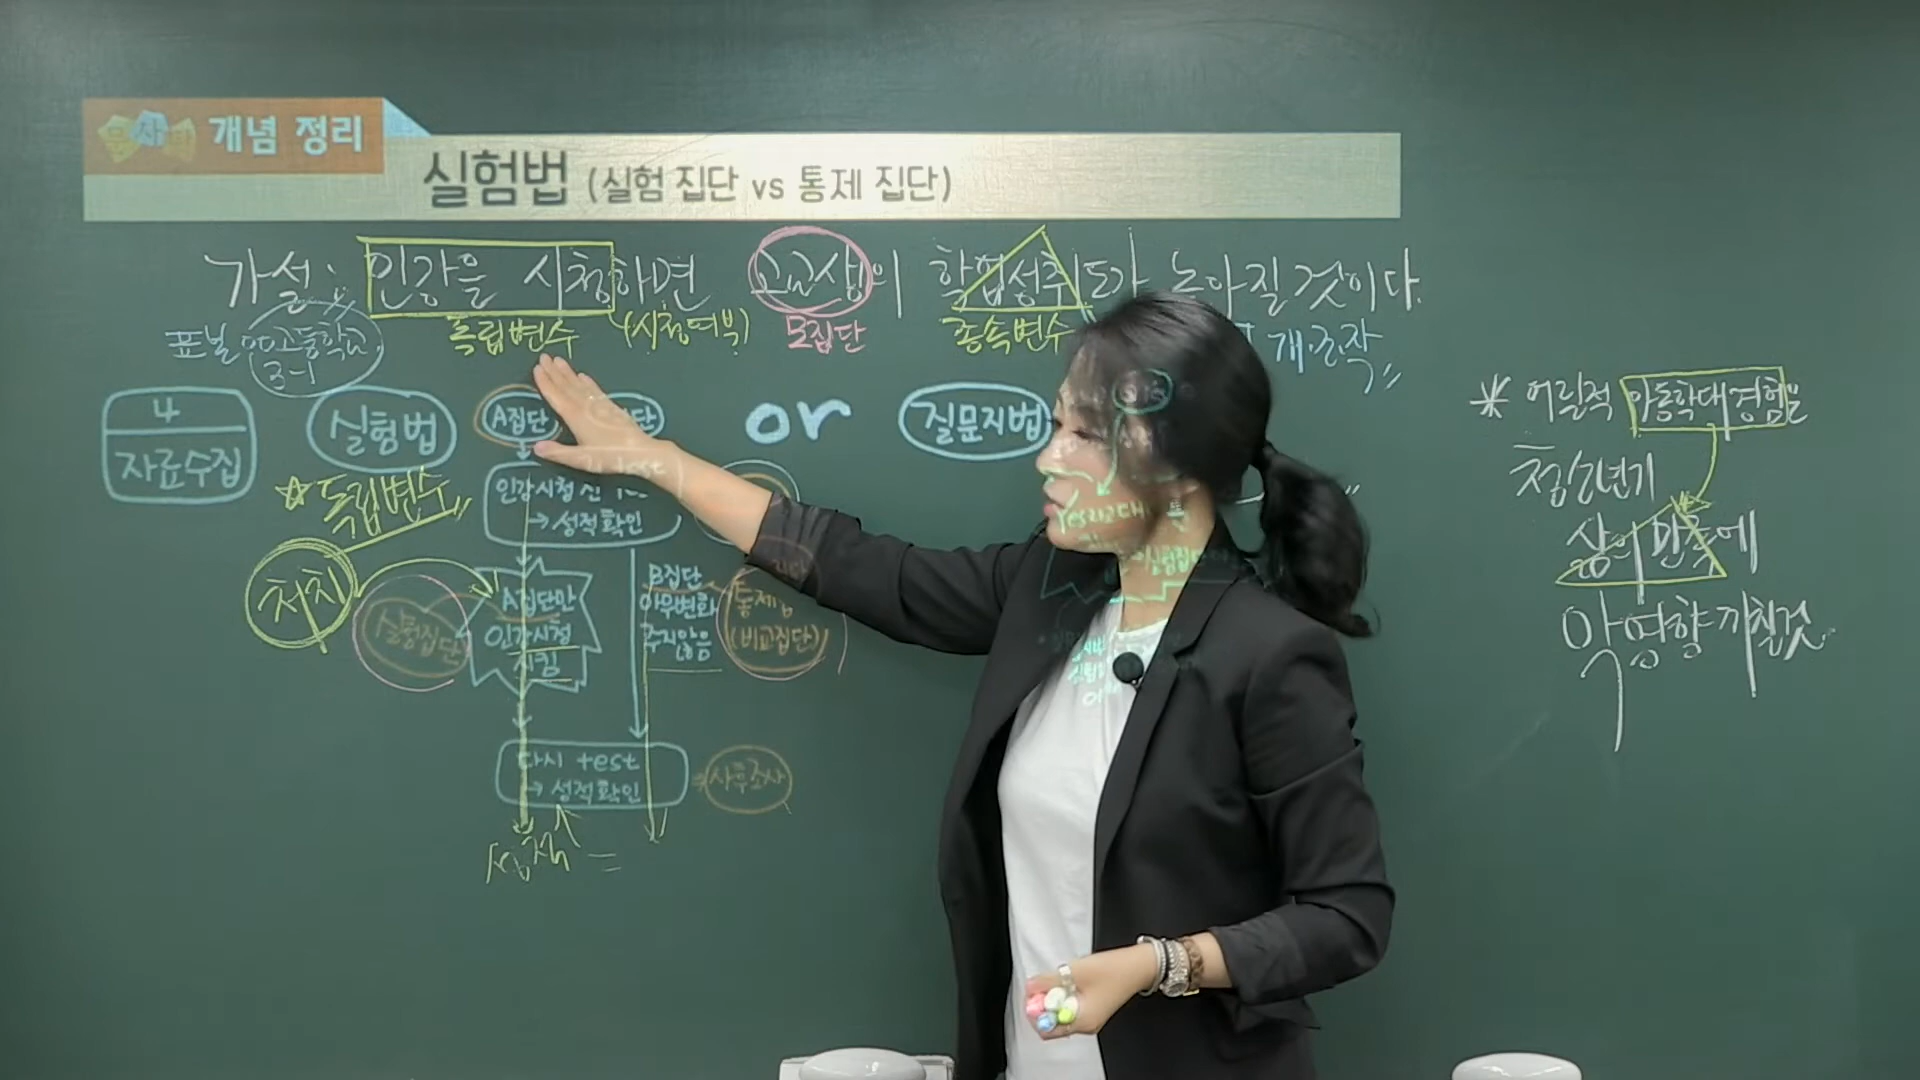 개념 정리
실험법 (실험 집단 vs 통제 집단)
가설: 인강을 시청하면 고교생의 학업성취도가 높아질것이다.
표본 OO고등학교 고1
독립변수 (시청여부)
모집단
종속변수
개·조작
4
자료수집
실험법
A집단
or
질문지법
☆독립변수
인강시청 전 test
→ 성적확인
처치
실험집단
A집단만
인강시청
시킴
B집단
아무변화
주지않음
통제집
(비교집단)
다시 test
→ 성적확인
사후조사
성적↑ =
* 어릴적 아동학대경험은
청소년기
삶의 만족에
악영향 끼친것.